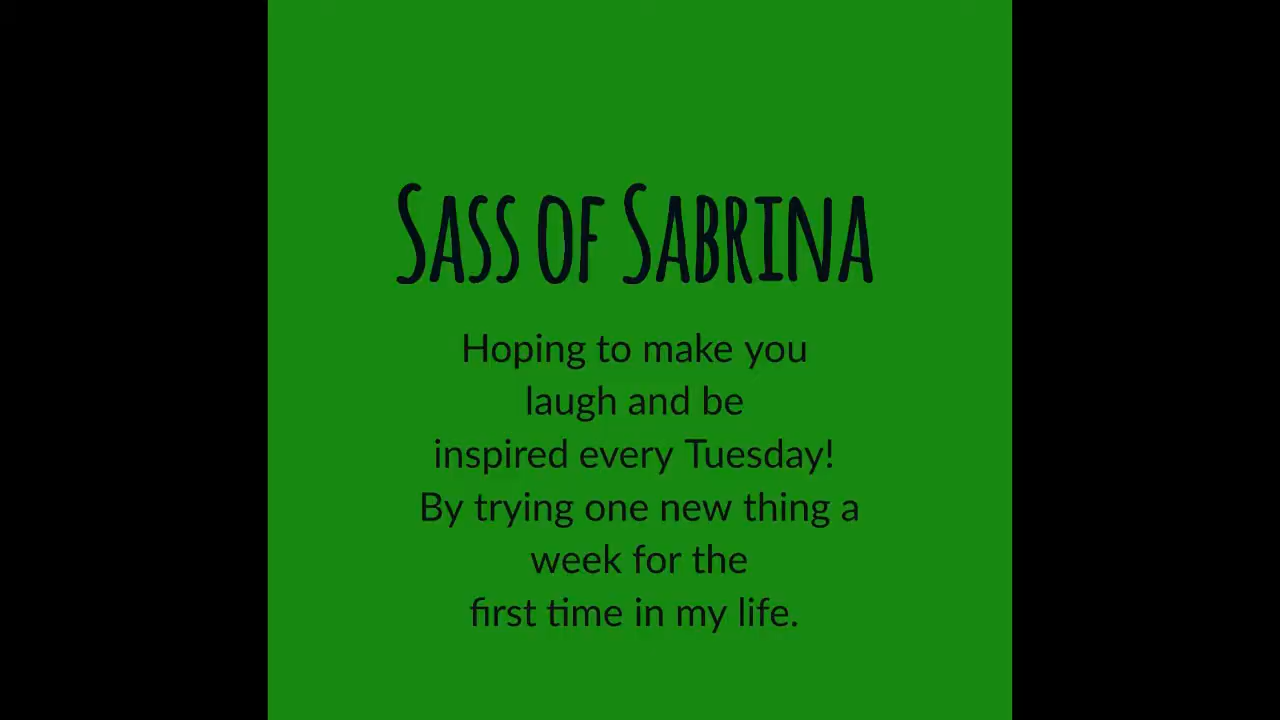 Sass of Sabrina
Hoping to make you
laugh and be
inspired every Tuesday!
By trying one new thing a
week for the
first time in my life.